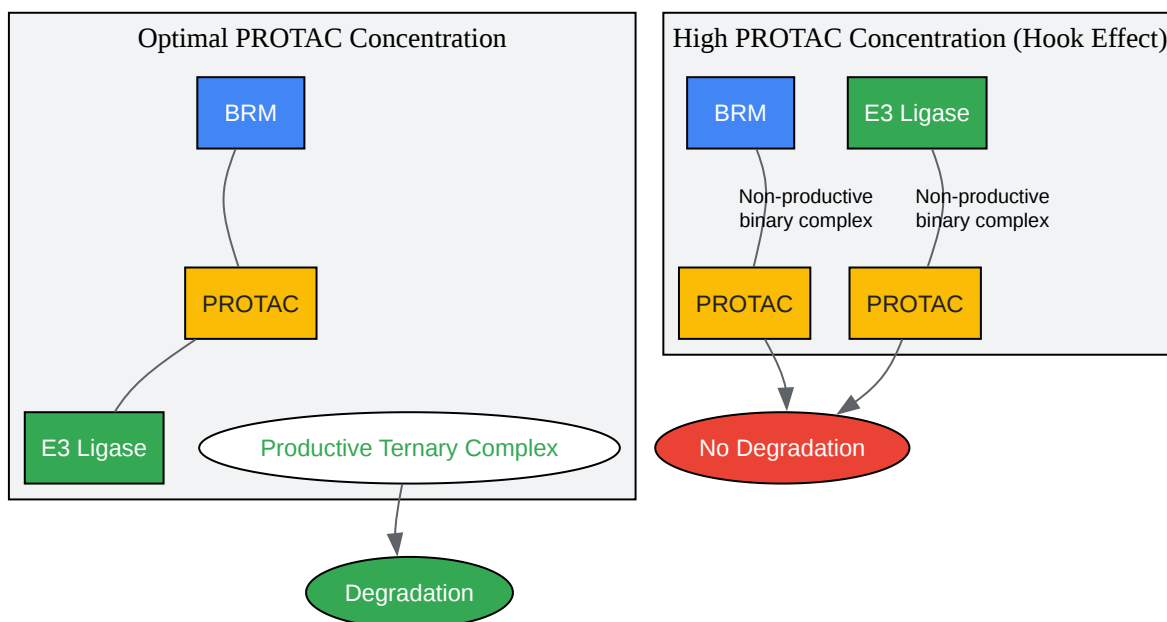 Optimal PROTAC Concentration
BRM
PROTAC
E3 Ligase
Productive Ternary Complex
Degradation
High PROTAC Concentration (Hook Effect)
BRM
E3 Ligase
Non-productive
binary complex
Non-productive
binary complex
PROTAC
PROTAC
No Degradation